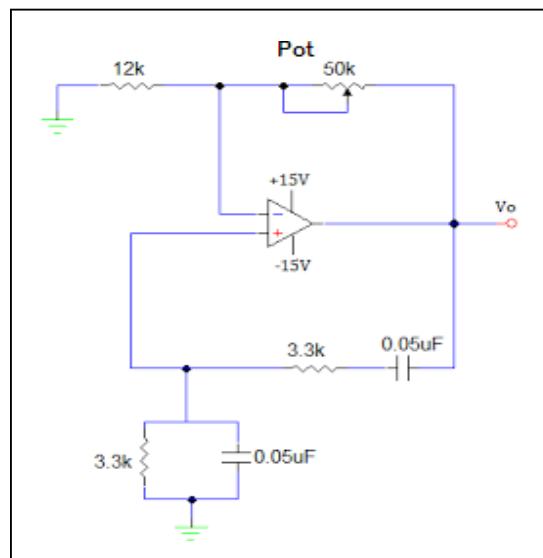 Pot
12k
50k
+15V
Vo
-
+
-15V
3.3k
0.05uF
3.3k
0.05uF